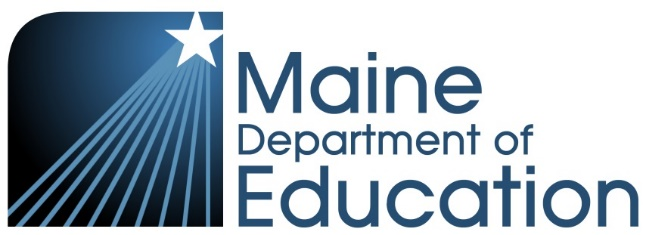 Maine
Department of
Education